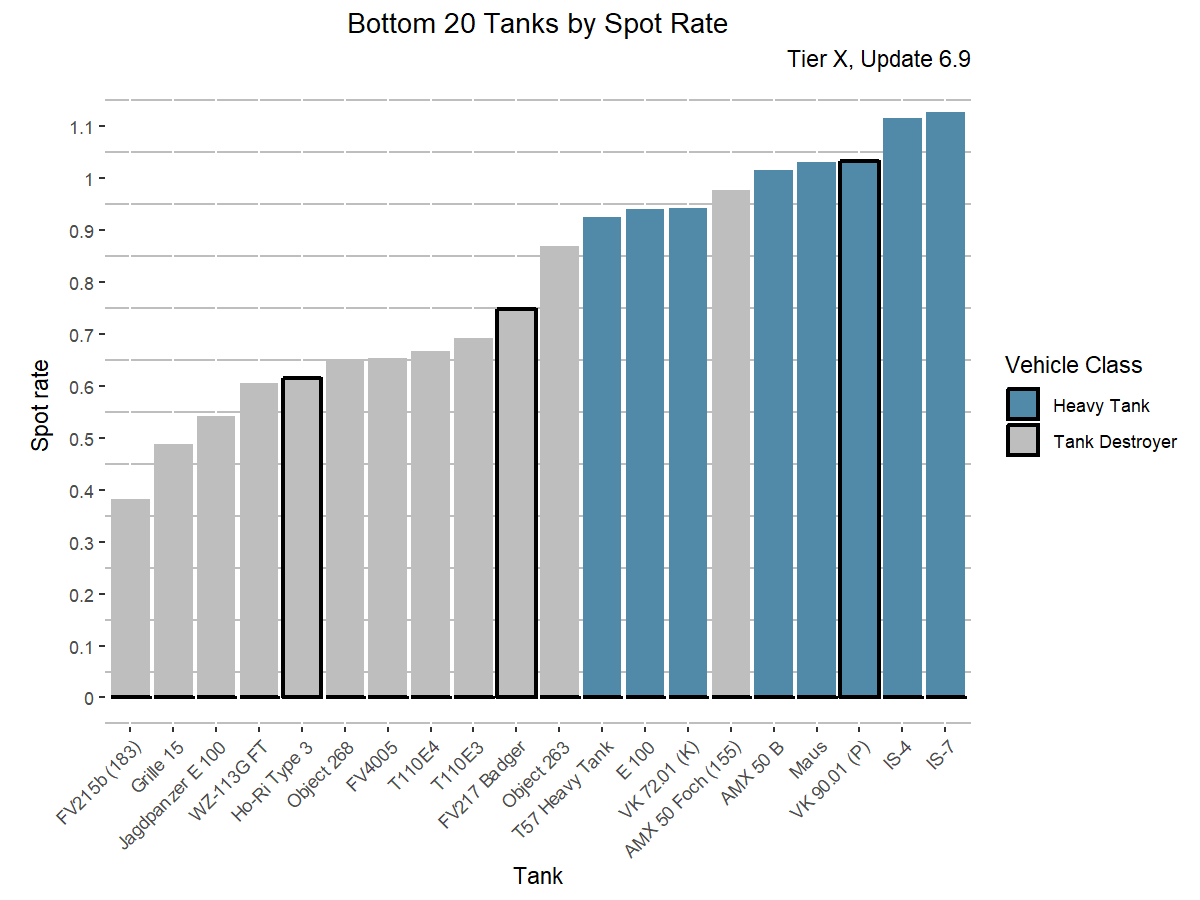 Bottom 20 Tanks by Spot Rate
Tier X, Update 6.9
Spot rate
1.1
1
0.9
0.8
0.7
0.6
0.5
0.4
0.3
0.2
0.1
0
FV215b (183)
Grille 15
Jagdpanzer E 100
WZ-113G FT
Ho-Ri Type 3
Object 268
FV4005
T110E4
T110E3
FV217 Badger
Object 263
T57 Heavy Tank
E 100
VK 72.01 (K)
AMX 50 Foch (155)
AMX 50 B
Maus
VK 90.01 (P)
IS-4
IS-7
Tank
Vehicle Class
Heavy Tank
Tank Destroyer